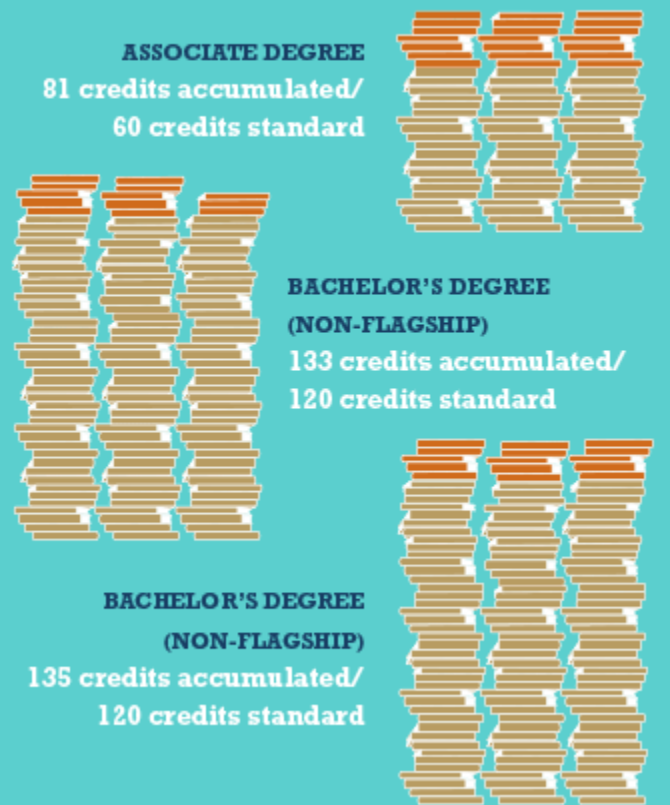 ASSOCIATE DEGREE
81 credits accumulated/
60 credits standard
BACHELOR'S DEGREE
(NON-FLAGSHIP)
133 credits accumulated/
120 credits standard
BACHELOR'S DEGREE
(NON-FLAGSHIP)
135 credits accumulated/
120 credits standard